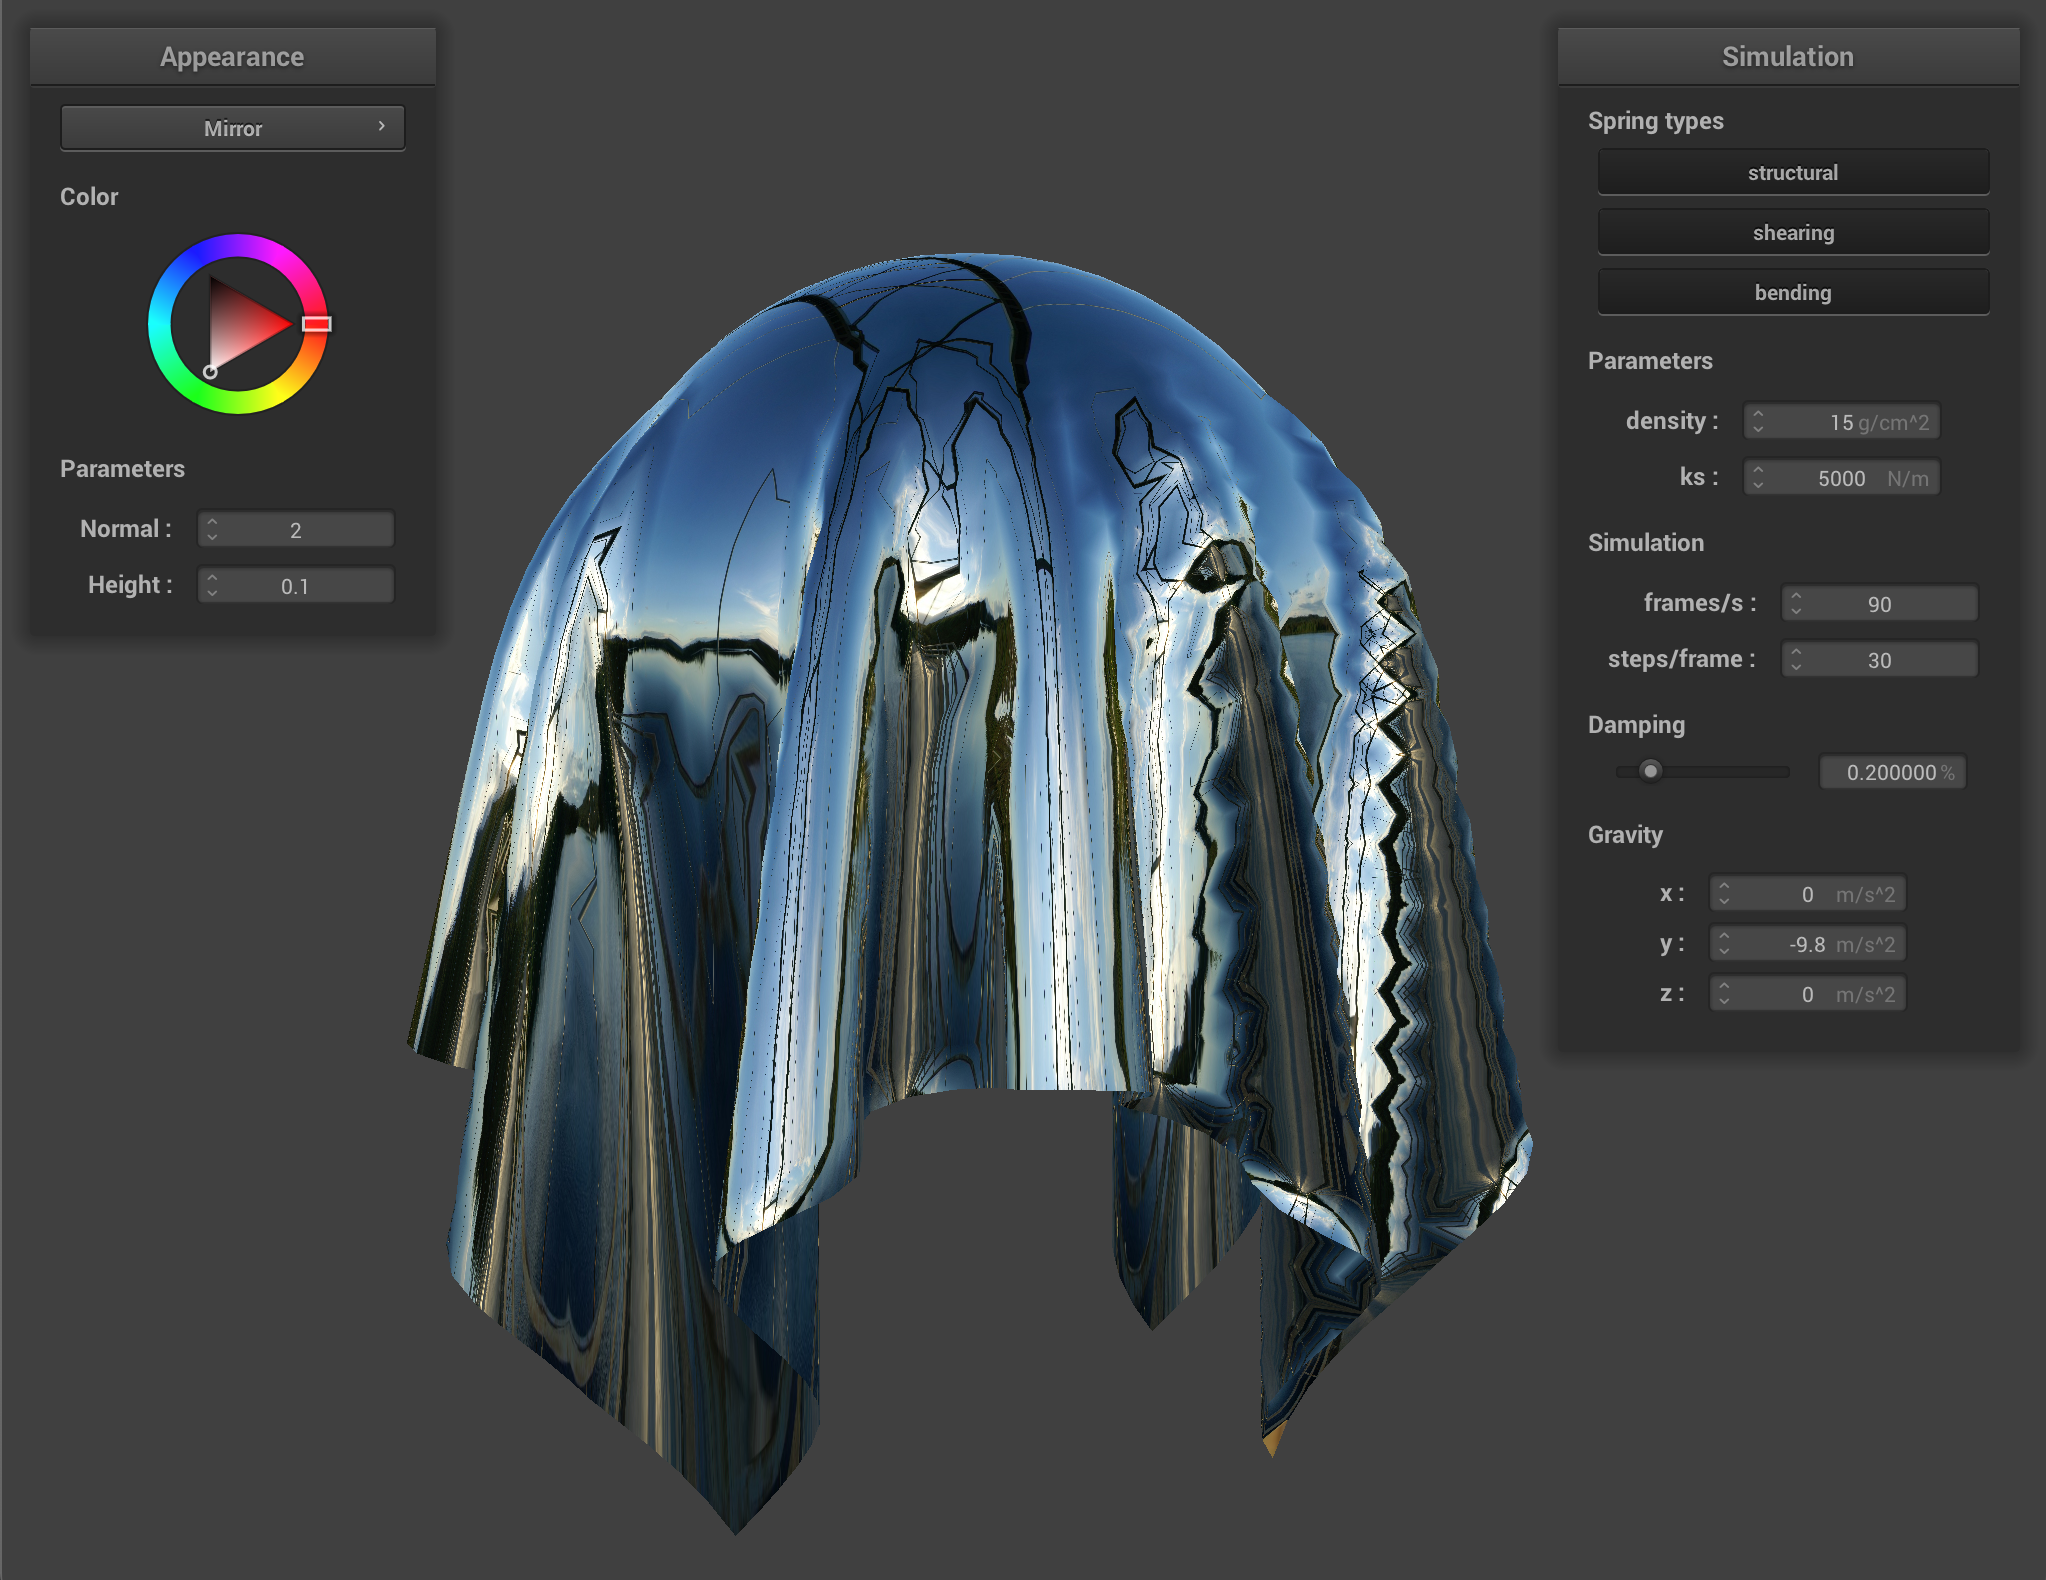 Appearance
Mirror
Color
Parameters
Normal : 2
Height : 0.1
Simulation
Spring types
structural
shearing
bending
Parameters
density : 15 g/cm^2
ks : 5000 N/m
Simulation
frames/s : 90
steps/frame : 30
Damping
0.200000 %
Gravity
x : 0 m/s^2
y : -9.8 m/s^2
z : 0 m/s^2